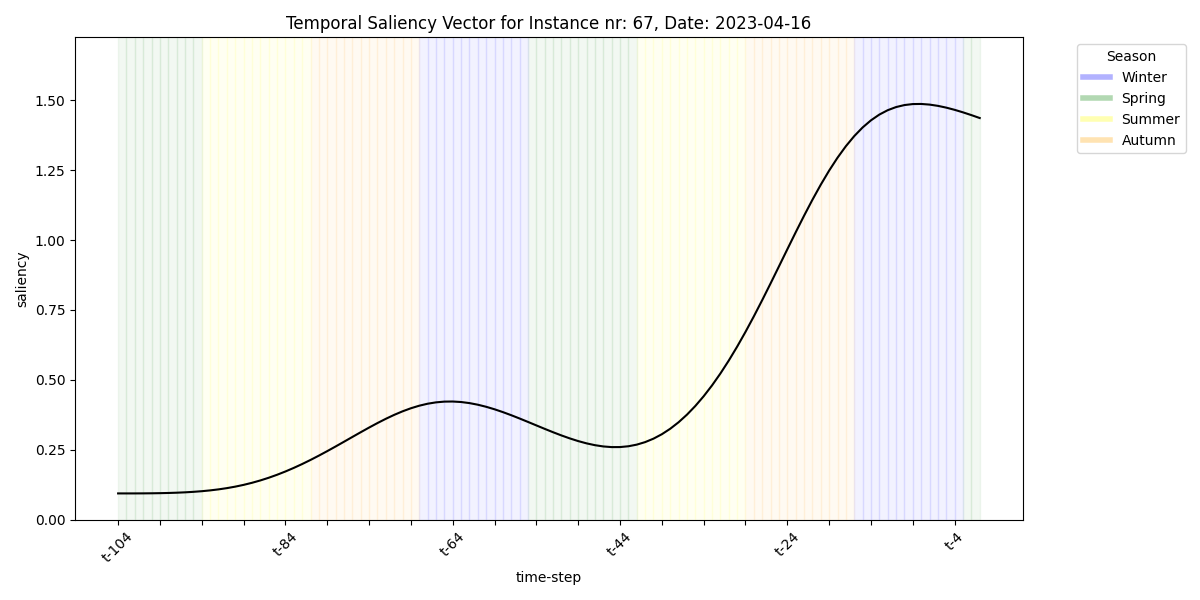 Temporal Saliency Vector for Instance nr: 67, Date: 2023-04-16
Season
Winter
Spring
Summer
Autumn
1.50
1.25
1.00
0.75
0.50
0.25
0.00
saliency
t-104
t-84
t-64
t-44
t-24
t-4
time-step